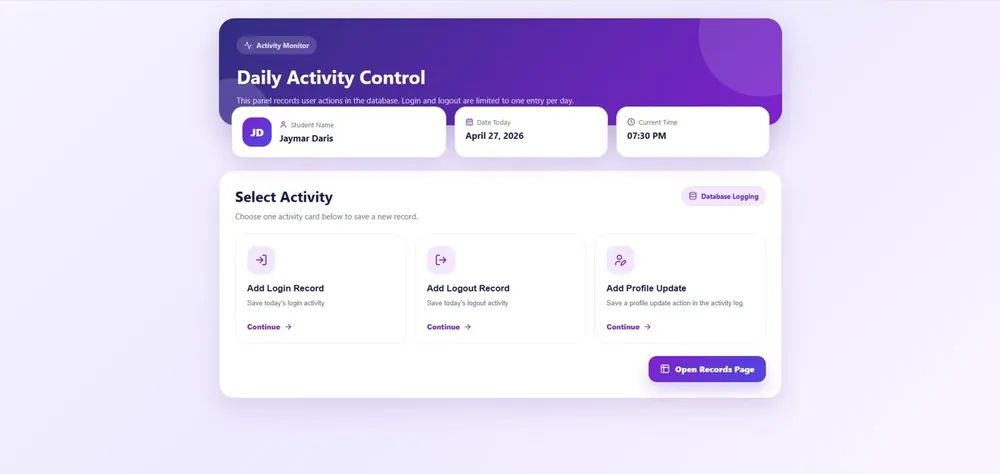 Activity Monitor
Daily Activity Control
This panel records user actions in the database. Login and logout are limited to one entry per day.
JD
Student Name
Jaymar Daris
Date Today
April 27, 2026
Current Time
07:30 PM
Select Activity
Database Logging
Choose one activity card below to save a new record.
Add Login Record
Save today's login activity
Continue
Add Logout Record
Save today's logout activity
Continue
Add Profile Update
Save a profile update action in the activity log
Continue
Open Records Page